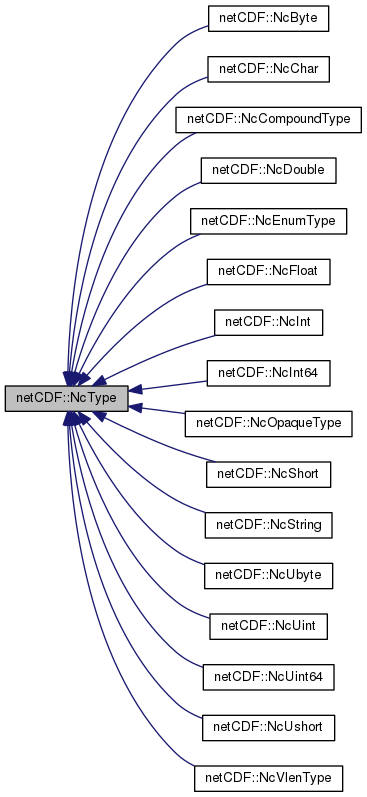 netCDF::NcByte
netCDF::NcChar
netCDF::NcCompoundType
netCDF::NcDouble
netCDF::NcEnumType
netCDF::NcFloat
netCDF::NcInt
netCDF::NcInt64
netCDF::NcType
netCDF::NcOpaqueType
netCDF::NcShort
netCDF::NcString
netCDF::NcUbyte
netCDF::NcUint
netCDF::NcUint64
netCDF::NcUshort
netCDF::NcVlenType